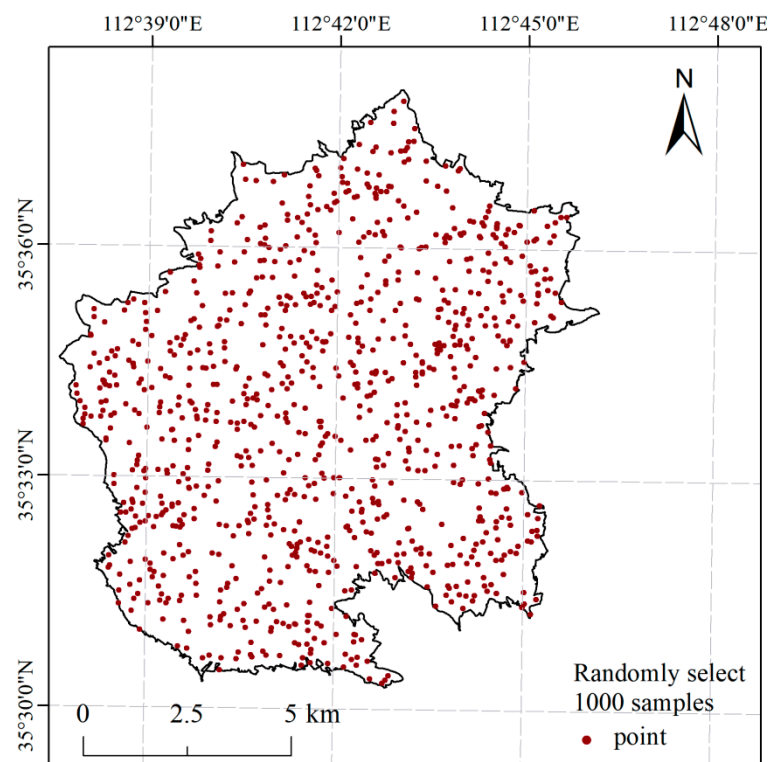 112°39'0"E 112°42'0"E 112°45'0"E 112°48'0"E
N
35°36'0"N
35°33'0"N
35°30'0"N
Randomly select
1000 samples
point
0 2.5 5 km